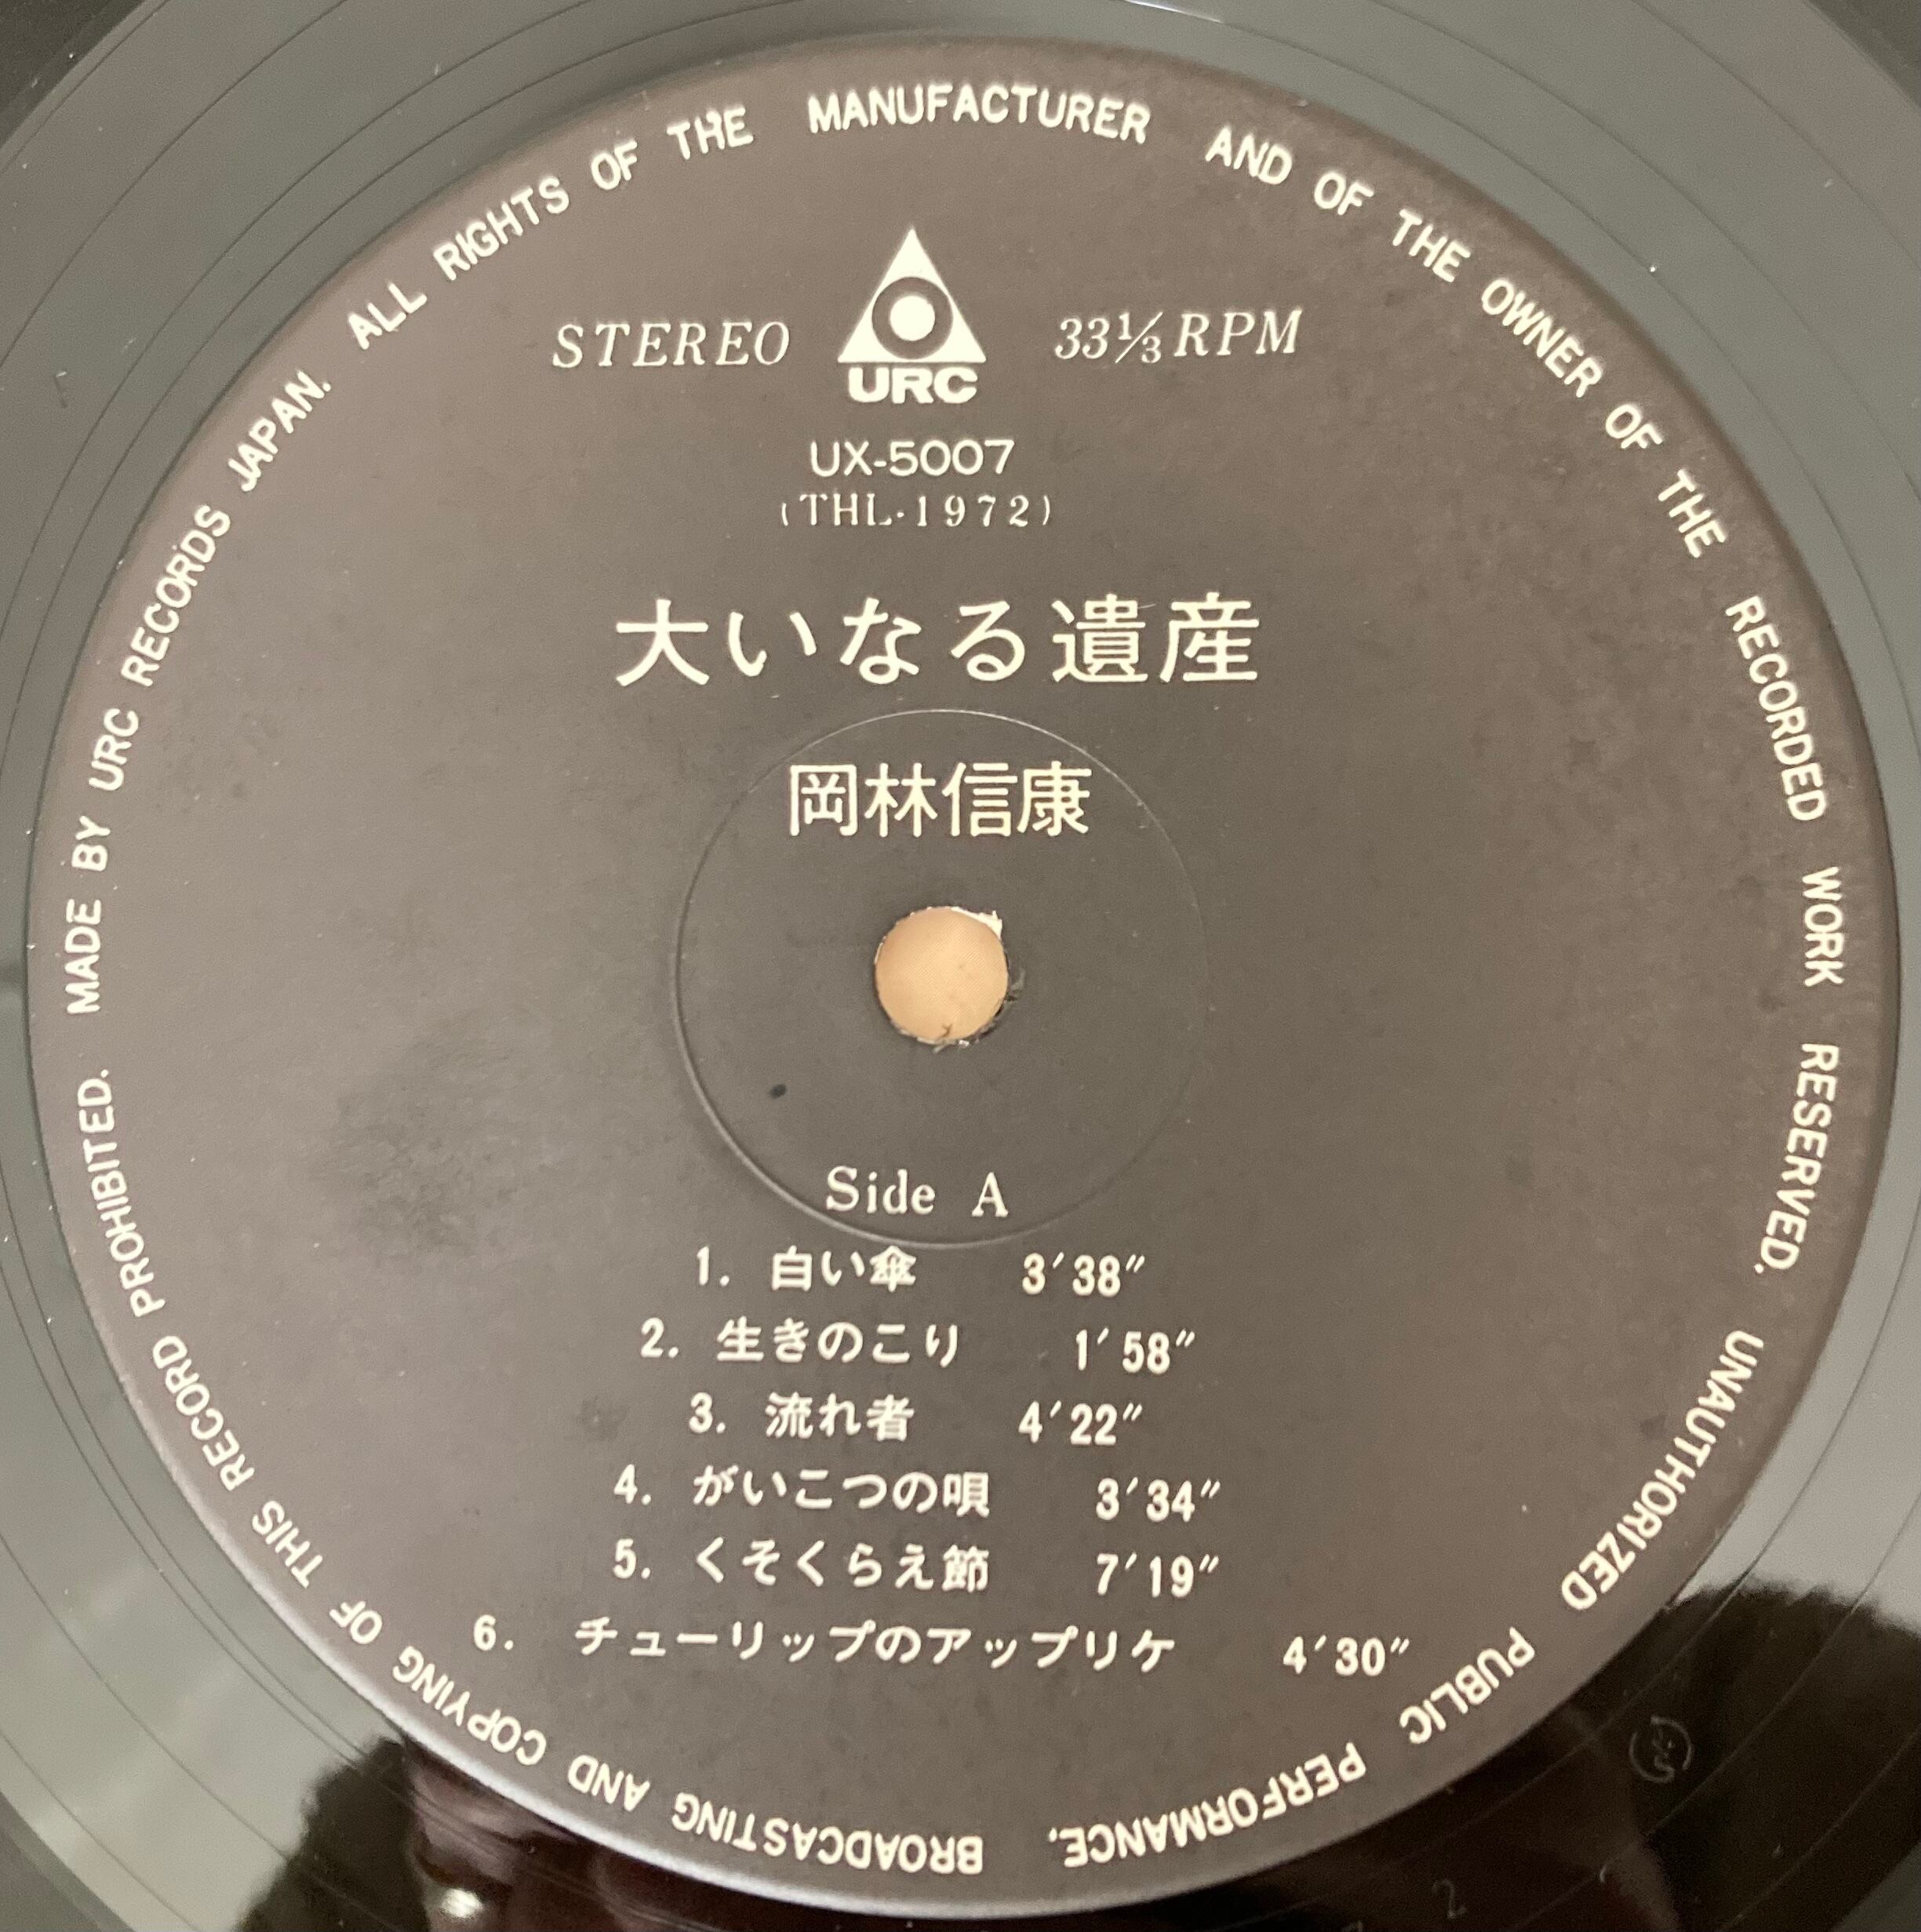 MADE BY URC RECORDS JAPAN. ALL RIGHTS OF THE MANUFACTURER AND OF THE OWNER OF THE RECORDED WORK RESERVED. UNAUTHORIZED PUBLIC PERFORMANCE. BROADCASTING AND COPYING OF THIS RECORD PROHIBITED.
STEREO URC 33⅓ RPM
UX-5007
(THL·1972)
大いなる遺産
岡林信康
Side A
1. 白い傘 3′38″
2. 生きのこり 1′58″
3. 流れ者 4′22″
4. がいこつの唄 3′34″
5. くそくらえ節 7′19″
6. チューリップのアップリケ 4′30″